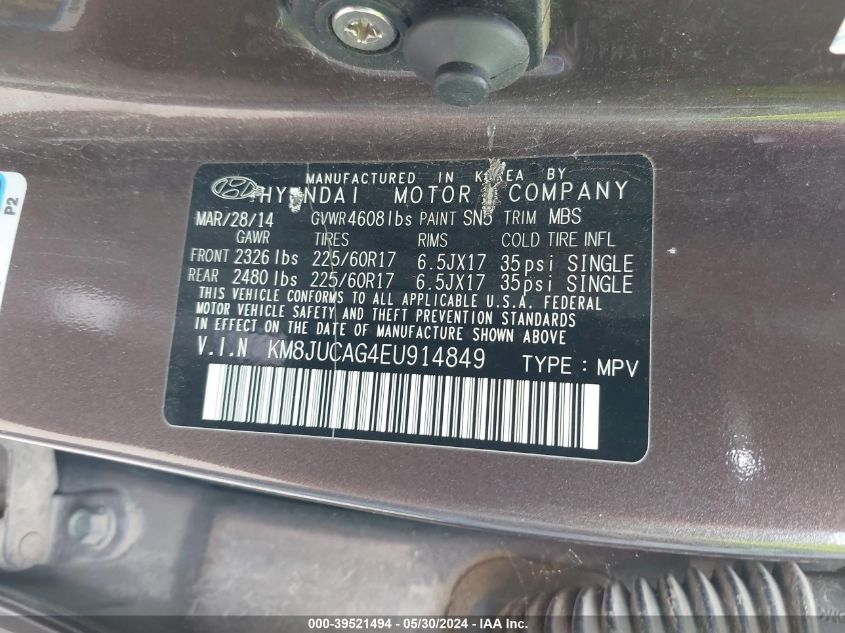 MANUFACTURED IN KOREA BY
HYUNDAI MOTOR COMPANY
MAR/28/14 GVWR 4608 lbs PAINT SN5 TRIM MBS
GAWR TIRES RIMS COLD TIRE INFL
FRONT 2326 lbs 225/60R17 6.5JX17 35psi SINGLE
REAR 2480 lbs 225/60R17 6.5JX17 35psi SINGLE
THIS VEHICLE CONFORMS TO ALL APPLICABLE U.S.A. FEDERAL
MOTOR VEHICLE SAFETY AND THEFT PREVENTION STANDARDS
IN EFFECT ON THE DATE OF MANUFACTURE SHOWN ABOVE
V.I.N KM8JUCAG4EU914849 TYPE : MPV
P2
000-39521494 - 05/30/2024 - IAA Inc.